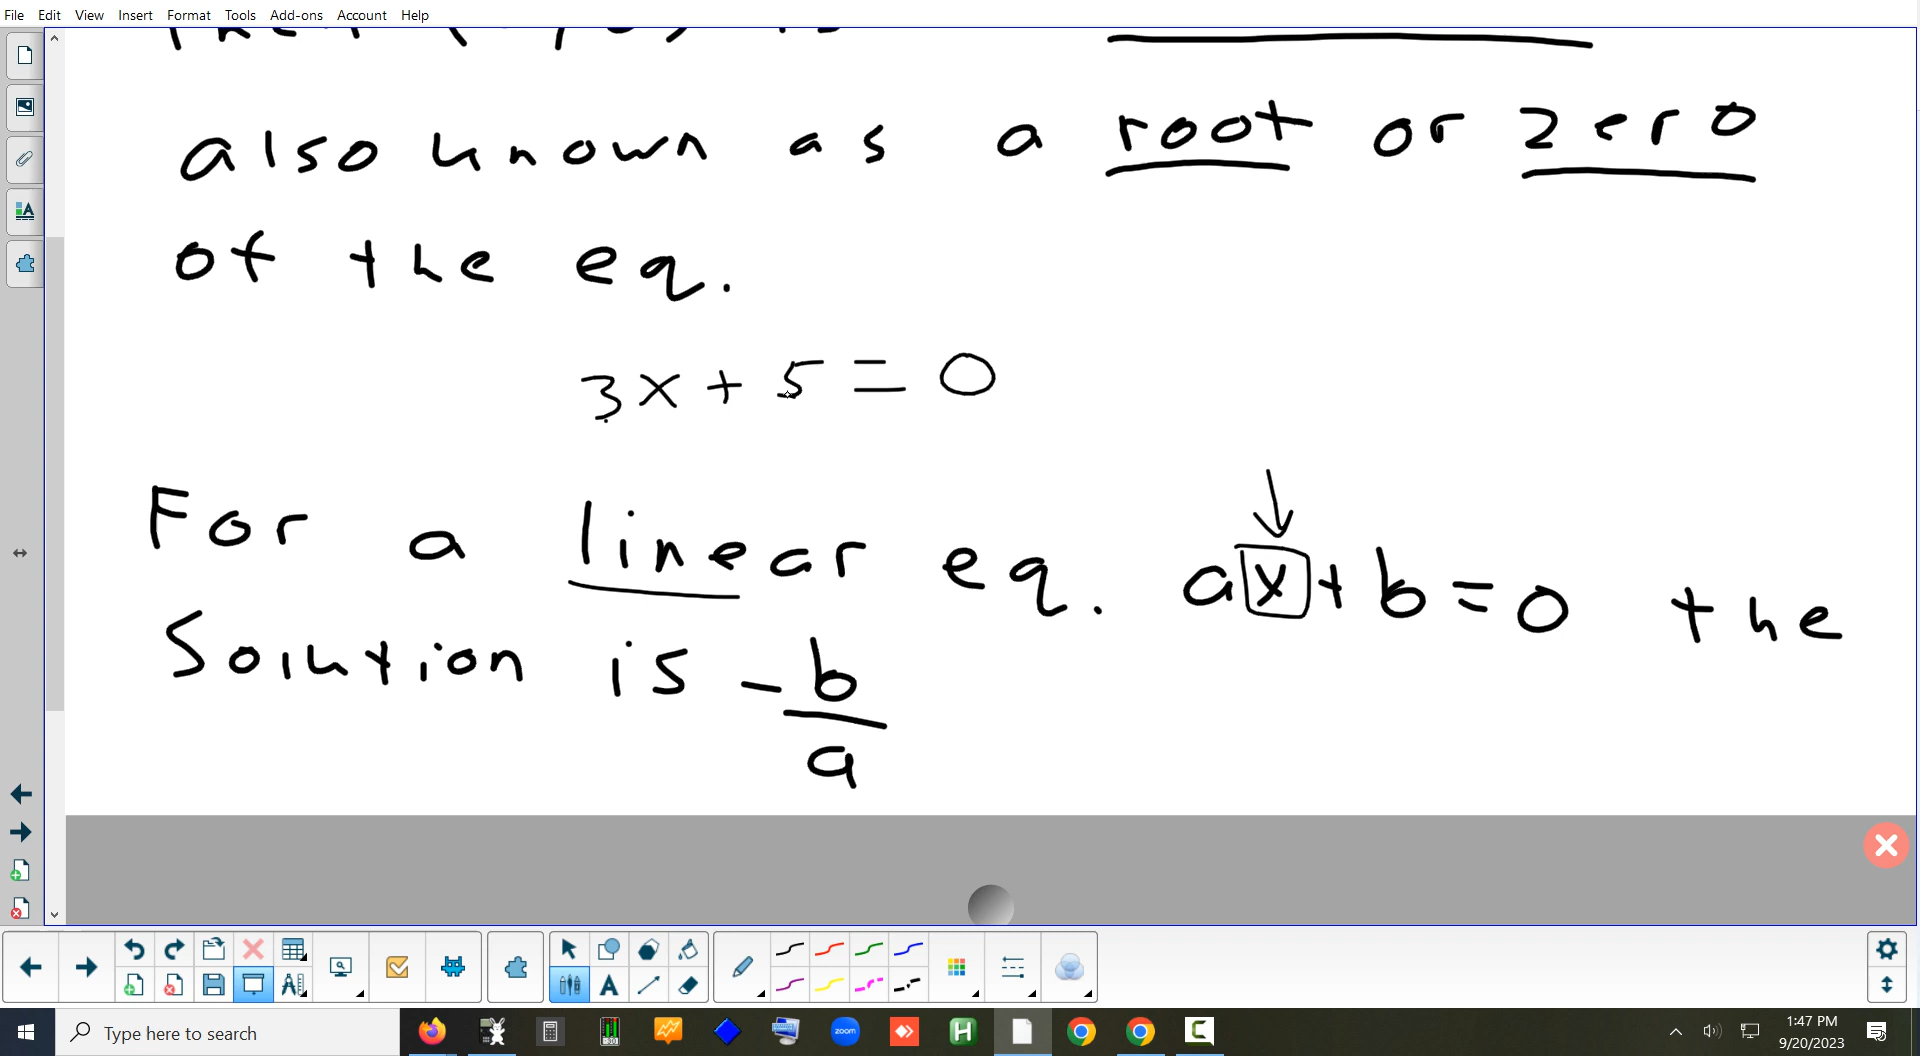 File Edit View Insert Format Tools Add-ons Account Help
also known as a root or zero
of the eq.
3x + 5 = 0
For a linear eq. ax + b = 0 the
Solution is - b
a
Type here to search
zoom
1:47 PM
9/20/2023